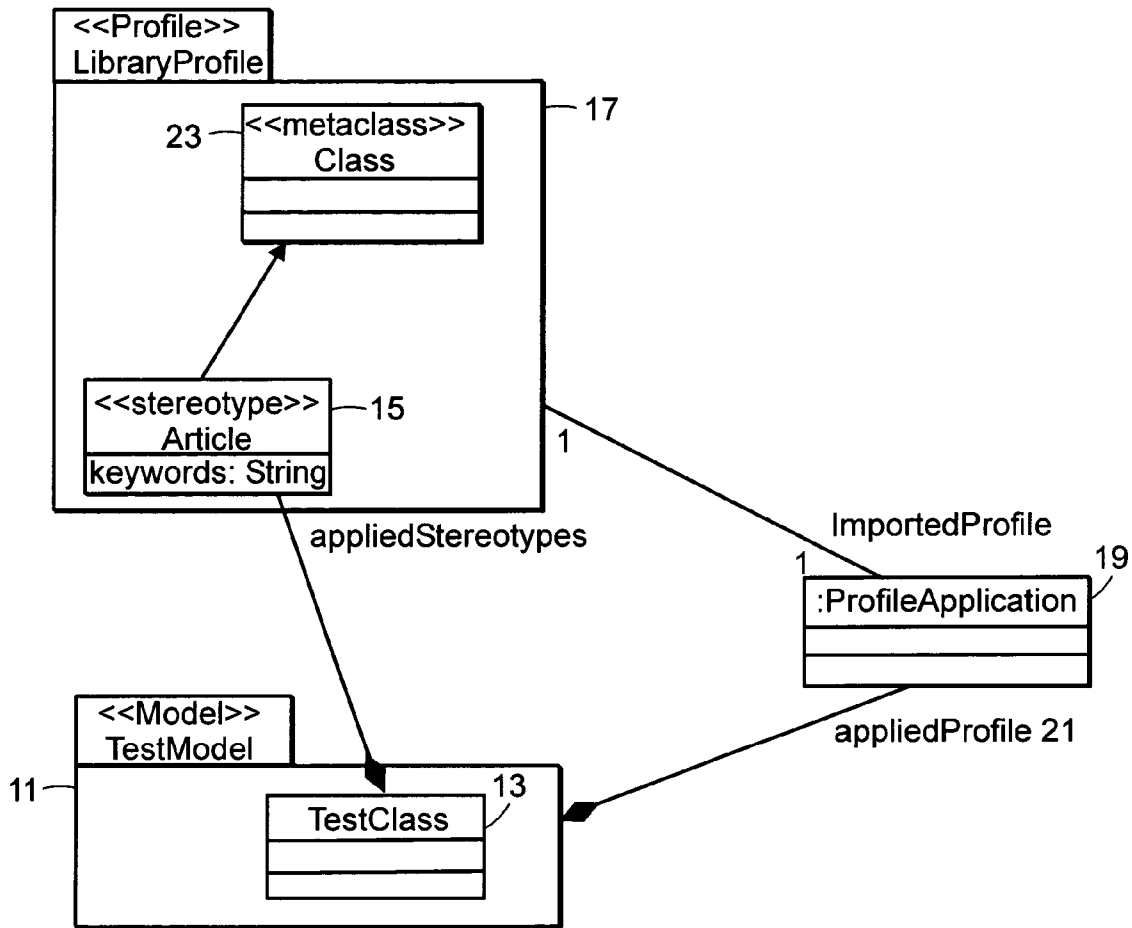 <<Profile>>
LibraryProfile
17
23
<<metaclass>>
Class
<<stereotype>>
15
Article
keywords: String
1
appliedStereotypes
ImportedProfile
1
19
:ProfileApplication
<<Model>>
TestModel
appliedProfile 21
11
13
TestClass